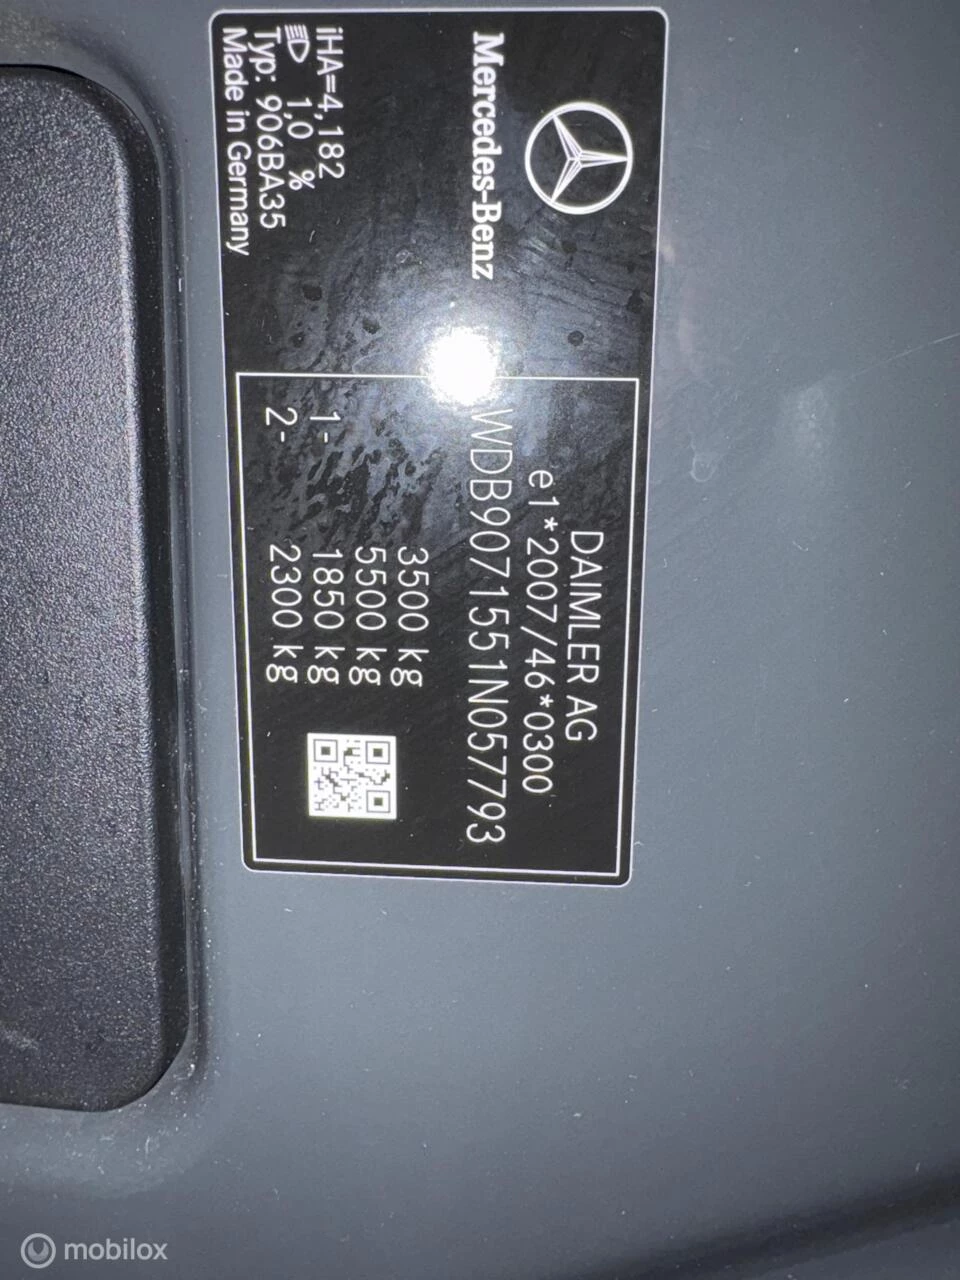 Mercedes-Benz
iHA=4,182
1,0 %
Typ: 906BA35
Made in Germany
DAIMLER AG
e1*2007/46*0300
WDB9071551N057793
3500 kg
5500 kg
1- 1850 kg
2- 2300 kg
mobilox